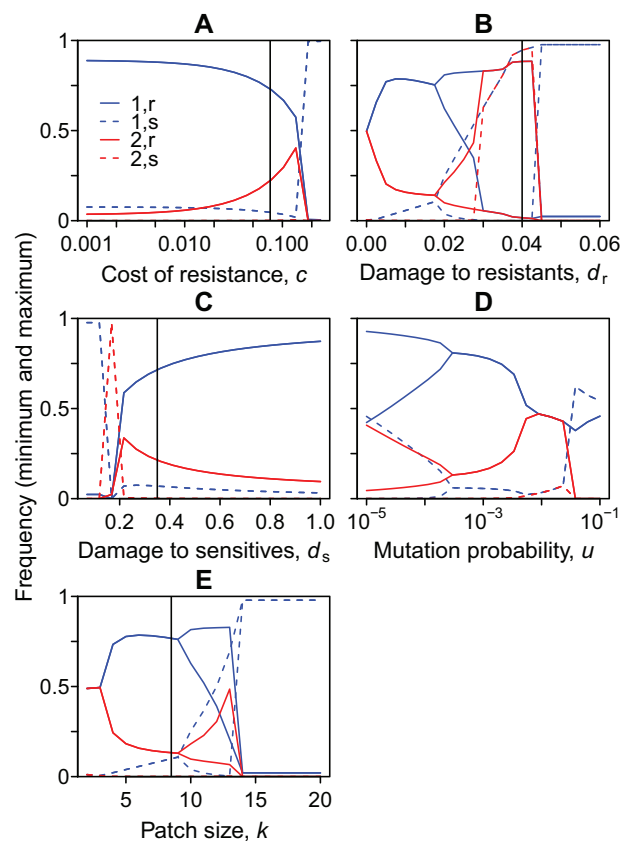 A
B
1
0.5
0
1,r
1,s
2,r
2,s
0.001
0.010
0.100
Cost of resistance, c
1
0.5
0
0.00
0.02
0.04
0.06
Damage to resistants, dr
C
D
1
0.5
0
0.2
0.4
0.6
0.8
1.0
Damage to sensitives, ds
1
0.5
0
10−5
10−3
10−1
Mutation probability, u
Frequency (minimum and maximum)
E
1
0.5
0
5
10
15
20
Patch size, k